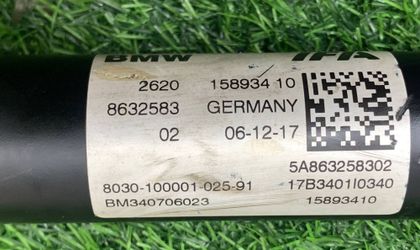 BMW IFA
2620 158934 10
8632583 GERMANY
02 06-12-17
5A863258302
8030-100001-025-91 17B3401I0340
BM340706023 15893410